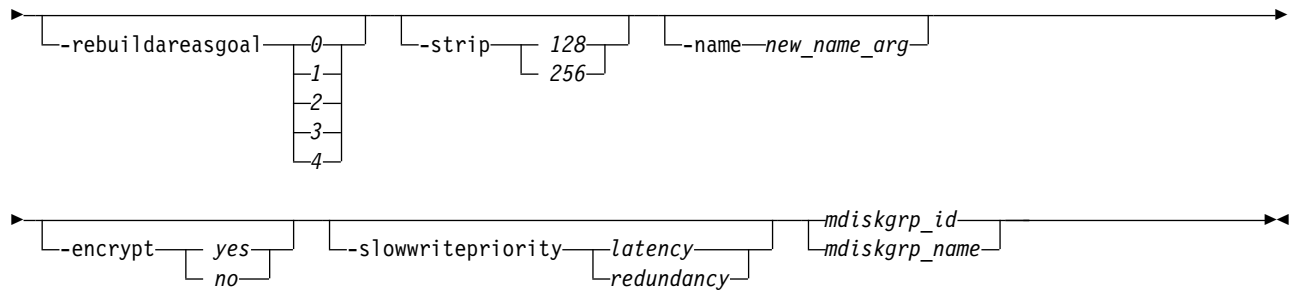 -rebuildareasgoal 0 -strip 128 -name new_name_arg
1 256
2
3
4
-encrypt yes -slowwritepriority latency mdiskgrp_id
no redundancy mdiskgrp_name